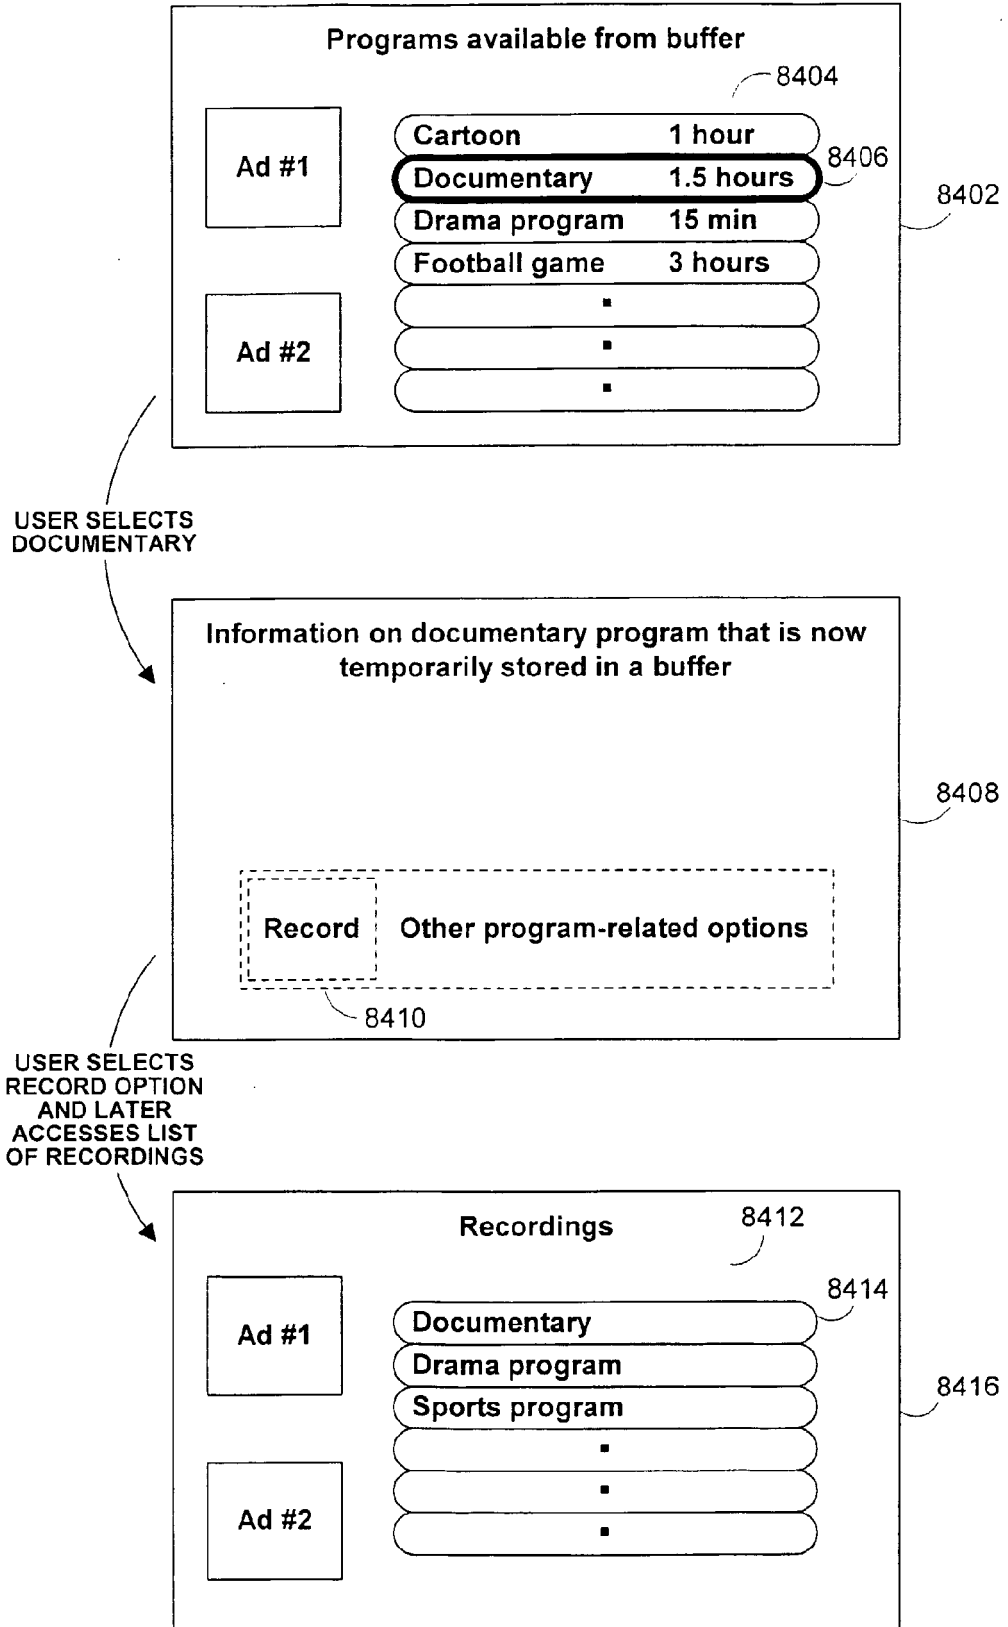 Programs available from buffer
8404
Ad #1
Cartoon 1 hour
Documentary 1.5 hours
8406
8402
Drama program 15 min
Football game 3 hours
Ad #2
USER SELECTS
DOCUMENTARY
Information on documentary program that is now
temporarily stored in a buffer
8408
Record
Other program-related options
8410
USER SELECTS
RECORD OPTION
AND LATER
ACCESSES LIST
OF RECORDINGS
Recordings
8412
8414
Ad #1
Documentary
Drama program
Sports program
8416
Ad #2